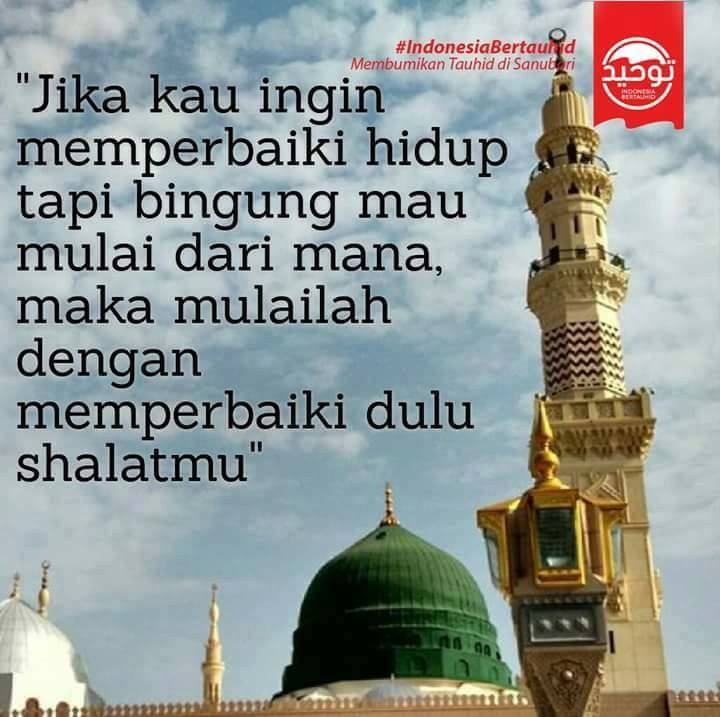 #IndonesiaBertauhid
Membumikan Tauhid di Sanubari
توحيد
INDONESIA
BERTAUHID
"Jika kau ingin
memperbaiki hidup
tapi bingung mau
mulai dari mana,
maka mulailah
dengan
memperbaiki dulu
shalatmu"